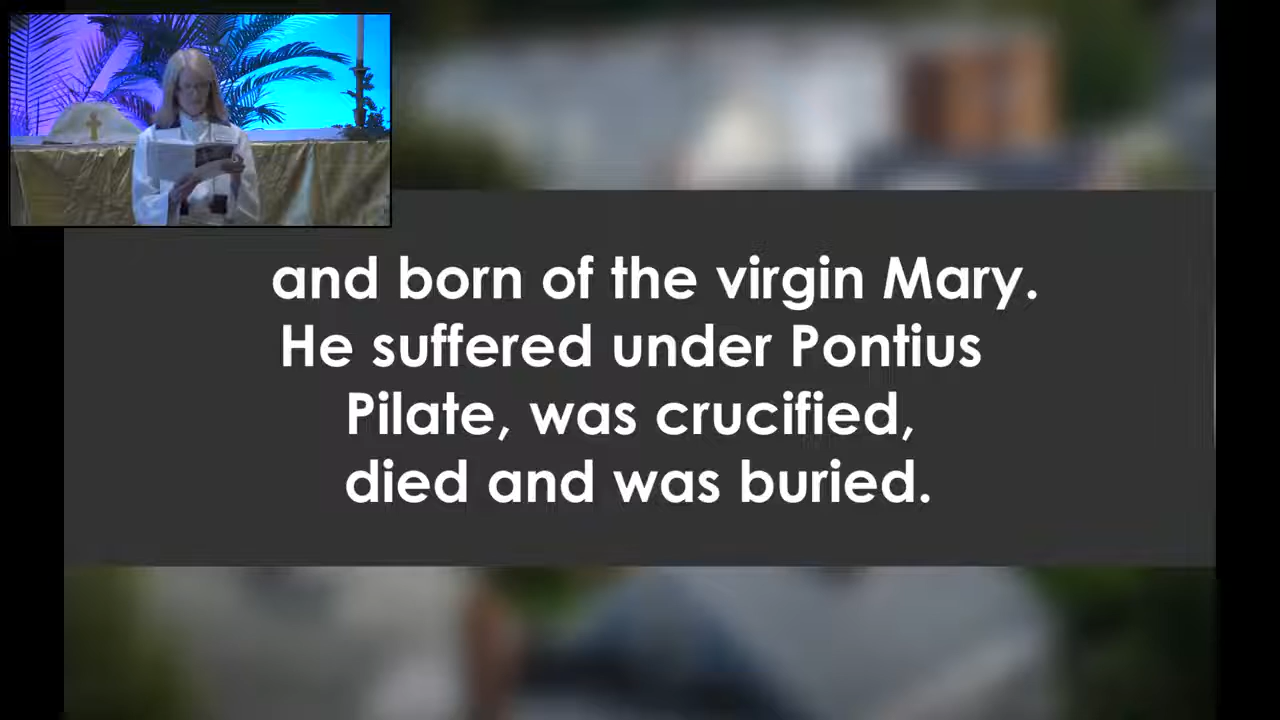 and born of the virgin Mary.
He suffered under Pontius
Pilate, was crucified,
died and was buried.